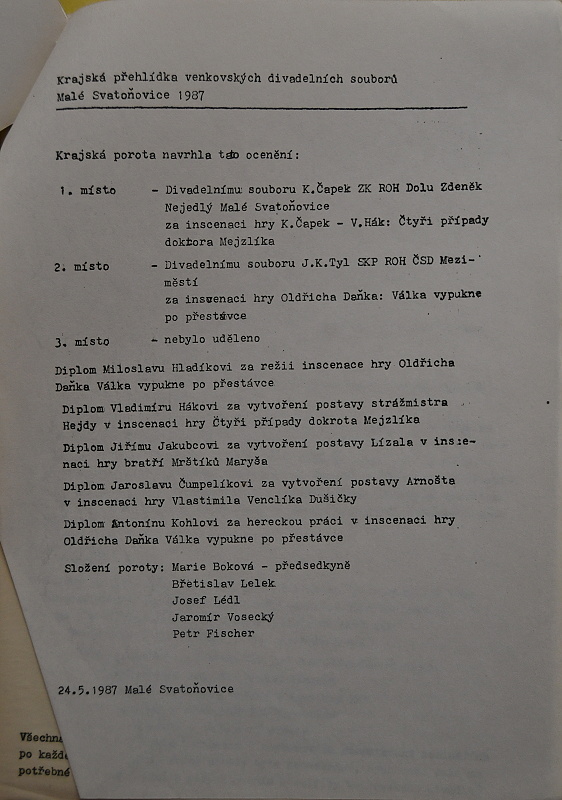 Krajská přehlídka venkovských divadelních souborů
Malé Svatoňovice 1987
Krajská porota navrhla tato ocenění:
1. místo - Divadelnímu souboru K.Čapek ZK ROH Dolu Zdeněk
Nejedlý Malé Svatoňovice
za inscenaci hry K.Čapek - V.Hák: Čtyři případy
doktora Mejzlíka
2. místo - Divadelnímu souboru J.K.Tyl SKP ROH ČSD Mezi-
městí
za inscenaci hry Oldřicha Daňka: Válka vypukne
po přestávce
3. místo - nebylo uděleno
Diplom Miloslavu Hladíkovi za režii inscenace hry Oldřicha
Daňka Válka vypukne po přestávce
Diplom Vladimíru Hákovi za vytvoření postavy strážmistra
Hejdy v inscenaci hry Čtyři případy dokrota Mejzlíka
Diplom Jiřímu Jakubcovi za vytvoření postavy Lízala v insce-
naci hry bratří Mrštíků Maryša
Diplom Jaroslavu Čumpelíkovi za vytvoření postavy Arnošta
v inscenaci hry Vlastimila Venclíka Dušičky
Diplom Antonínu Kohlovi za hereckou práci v inscenaci hry
Oldřicha Daňka Válka vypukne po přestávce
Složení poroty: Marie Boková - předsedkyně
Břetislav Lelek
Josef Lédl
Jaromír Vosecký
Petr Fischer
24.5.1987 Malé Svatoňovice
po
potřebné